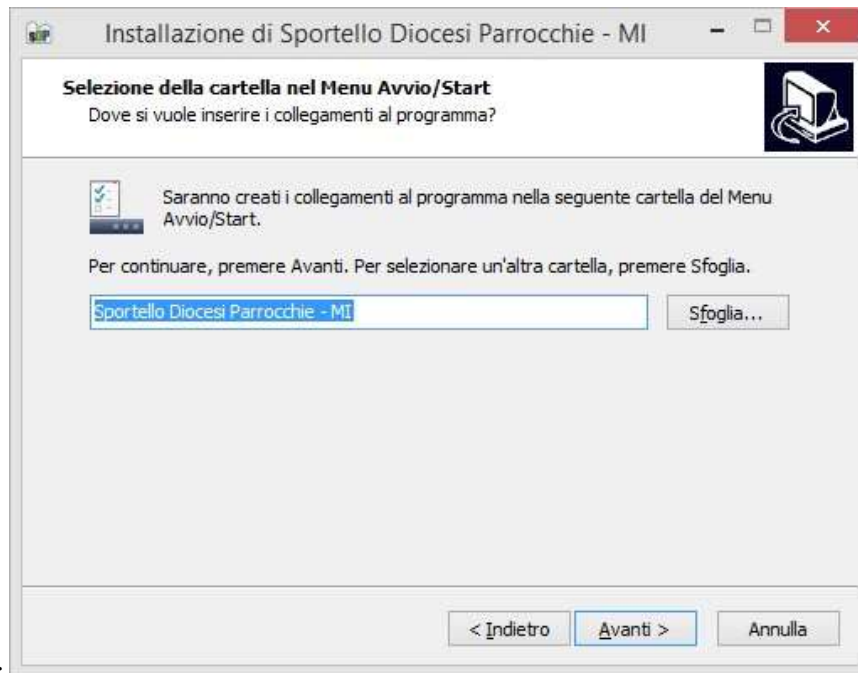 Installazione di Sportello Diocesi Parrocchie - MI
Selezione della cartella nel Menu Avvio/Start
Dove si vuole inserire i collegamenti al programma?
Saranno creati i collegamenti al programma nella seguente cartella del Menu
Avvio/Start.
Per continuare, premere Avanti. Per selezionare un'altra cartella, premere Sfoglia.
Sportello Diocesi Parrocchie - MI
Sfoglia...
< Indietro
Avanti >
Annulla